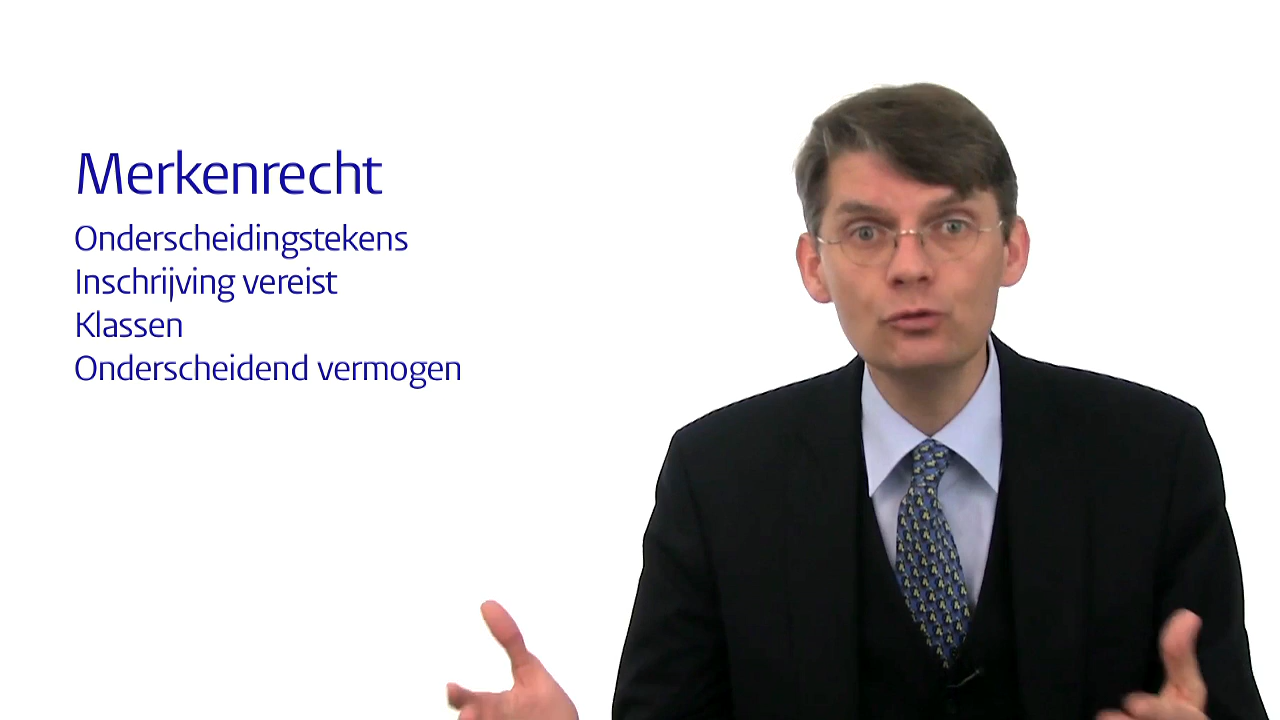 Merkenrecht
Onderscheidingstekens
Inschrijving vereist
Klassen
Onderscheidend vermogen